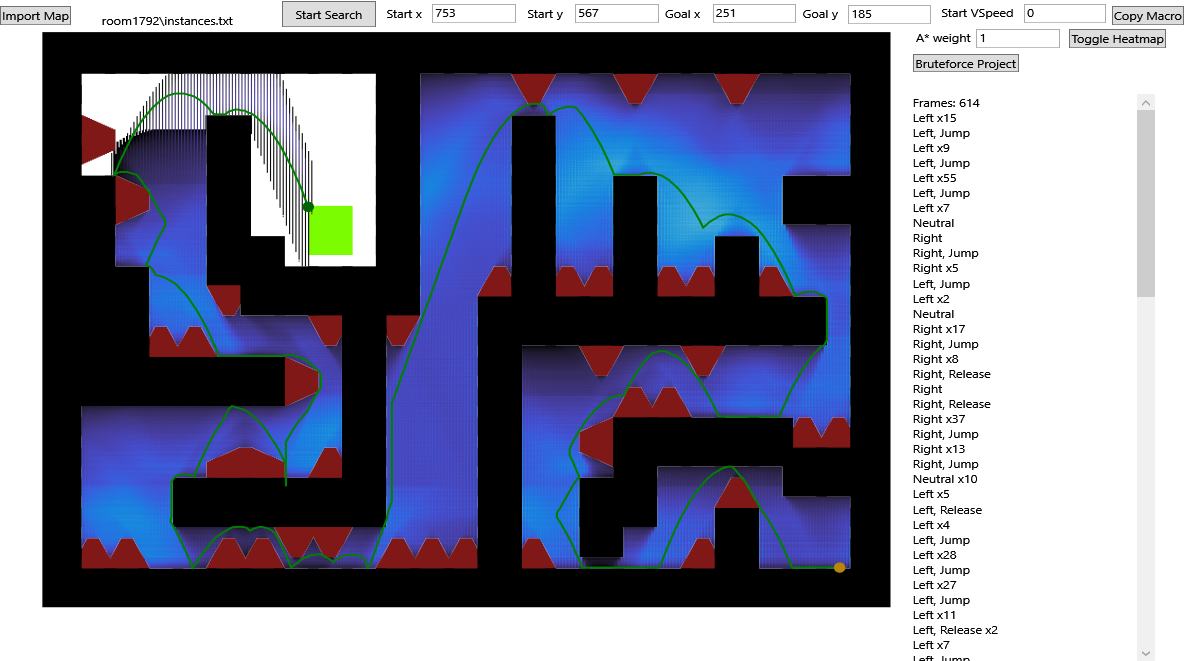 Import Map
room1792\instances.txt
Start Search
Start x 753
Start y 567
Goal x 251
Goal y 185
Start VSpeed 0
Copy Macro
A* weight 1
Toggle Heatmap
Bruteforce Project
Frames: 614
Left x15
Left, Jump
Left x9
Left, Jump
Left x55
Left, Jump
Left x7
Neutral
Right
Right, Jump
Right x5
Left, Jump
Left x2
Neutral
Right x17
Right, Jump
Right x8
Right, Release
Right
Right, Release
Right x37
Right, Jump
Right x13
Right, Jump
Neutral x10
Left x5
Left, Release
Left x4
Left, Jump
Left x28
Left, Jump
Left x27
Left, Jump
Left x11
Left, Release x2
Left x7
Left, Jump